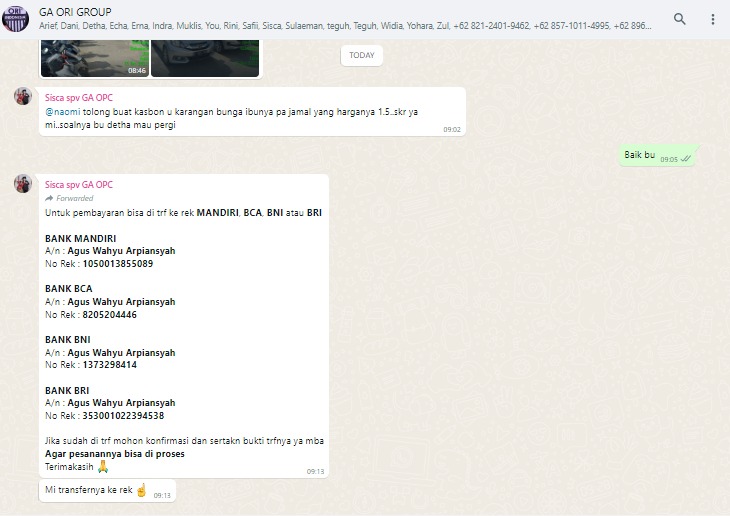 GA ORI GROUP
Arief, Dani, Detha, Echa, Erna, Indra, Muklis, You, Rini, Safii, Sisca, Sulaeman, teguh, Teguh, Widia, Yohara, Zul, +62 821-2401-9462, +62 857-1011-4995, +62 896...
ORI
08:46
TODAY
Sisca spv GA OPC
@naomi tolong buat kasbon u karangan bunga ibunya pa jamal yang harganya 1.5..skr ya
mi..soalnya bu detha mau pergi
09:02
Baik bu 09:05
Sisca spv GA OPC
Forwarded
Untuk pembayaran bisa di trf ke rek MANDIRI, BCA, BNI atau BRI
BANK MANDIRI
A/n : Agus Wahyu Arpiansyah
No Rek : 1050013855089
BANK BCA
A/n : Agus Wahyu Arpiansyah
No Rek : 8205204446
BANK BNI
A/n : Agus Wahyu Arpiansyah
No Rek : 1373298414
BANK BRI
A/n : Agus Wahyu Arpiansyah
No Rek : 353001022394538
Jika sudah di trf mohon konfirmasi dan sertakn bukti trfnya ya mba
Agar pesanannya bisa di proses
Terimakasih 🙏
09:13
Mi transfernya ke rek ☝ 09:13